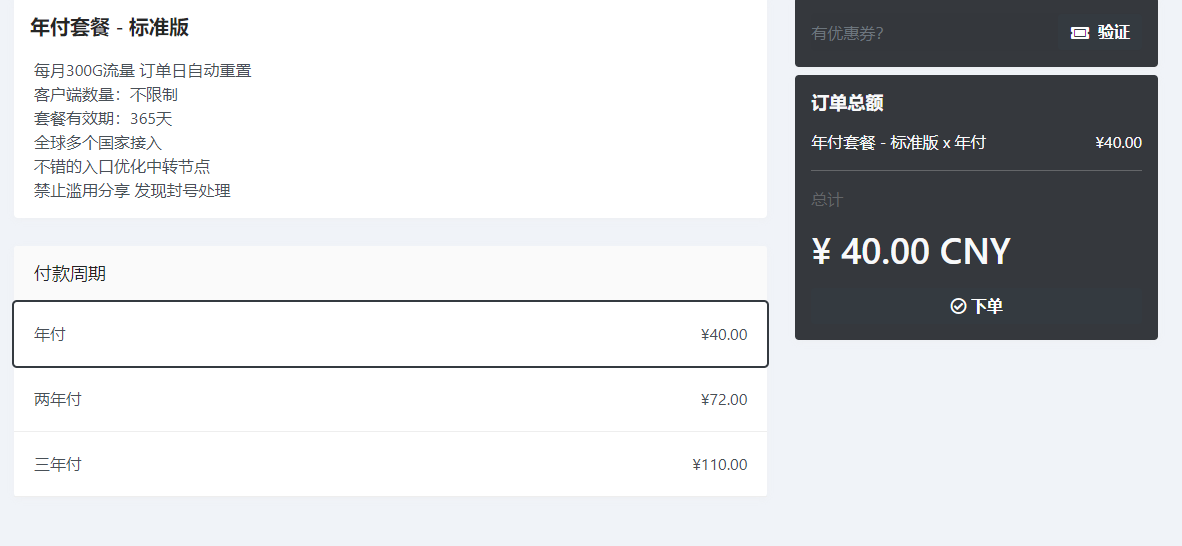 年付套餐 - 标准版
每月300G流量 订单日自动重置
客户端数量：不限制
套餐有效期：365天
全球多个国家接入
不错的入口优化中转节点
禁止滥用分享 发现封号处理
付款周期
年付 ¥40.00
两年付 ¥72.00
三年付 ¥110.00
有优惠券? 验证
订单总额
年付套餐 - 标准版 x 年付 ¥40.00
总计
¥ 40.00 CNY
下单